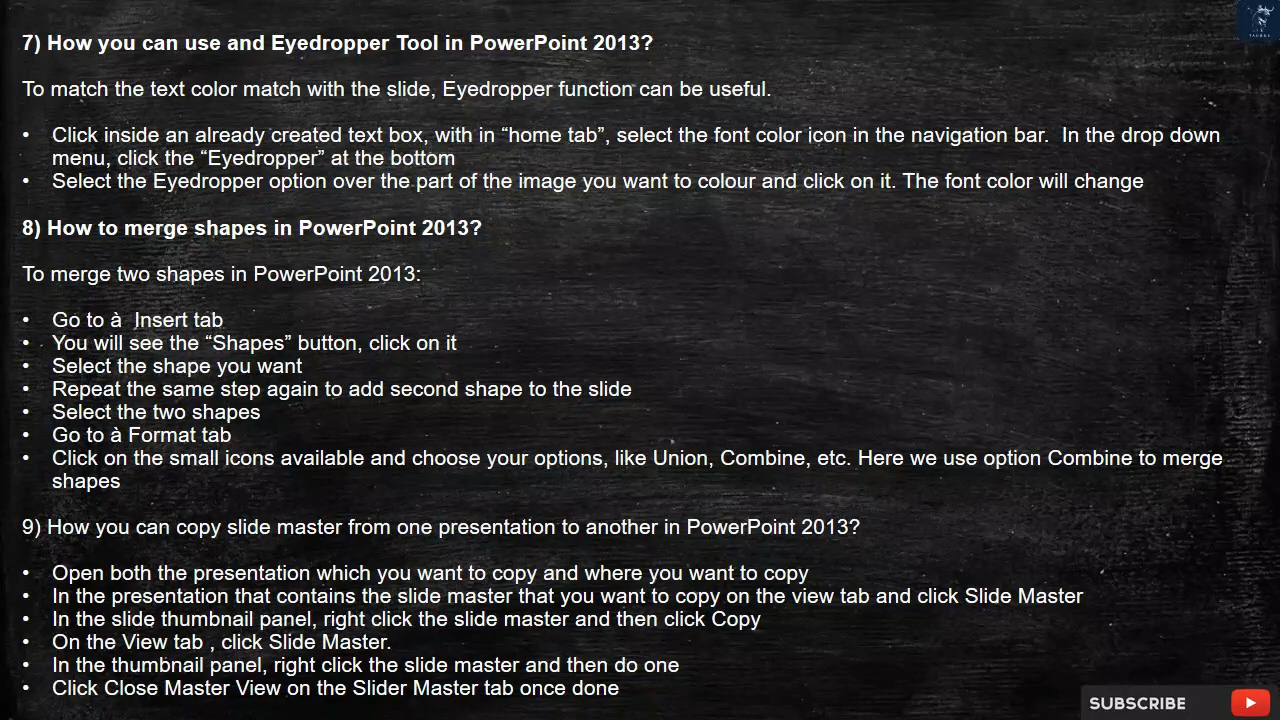 7) How you can use and Eyedropper Tool in PowerPoint 2013?
To match the text color match with the slide, Eyedropper function can be useful.
• Click inside an already created text box, with in “home tab”, select the font color icon in the navigation bar.  In the drop down
menu, click the “Eyedropper” at the bottom
• Select the Eyedropper option over the part of the image you want to colour and click on it. The font color will change
8) How to merge shapes in PowerPoint 2013?
To merge two shapes in PowerPoint 2013:
• Go to à  Insert tab
• You will see the “Shapes” button, click on it
• Select the shape you want
• Repeat the same step again to add second shape to the slide
• Select the two shapes
• Go to à Format tab
• Click on the small icons available and choose your options, like Union, Combine, etc. Here we use option Combine to merge
shapes
9) How you can copy slide master from one presentation to another in PowerPoint 2013?
• Open both the presentation which you want to copy and where you want to copy
• In the presentation that contains the slide master that you want to copy on the view tab and click Slide Master
• In the slide thumbnail panel, right click the slide master and then click Copy
• On the View tab , click Slide Master.
• In the thumbnail panel, right click the slide master and then do one
• Click Close Master View on the Slider Master tab once done
SUBSCRIBE